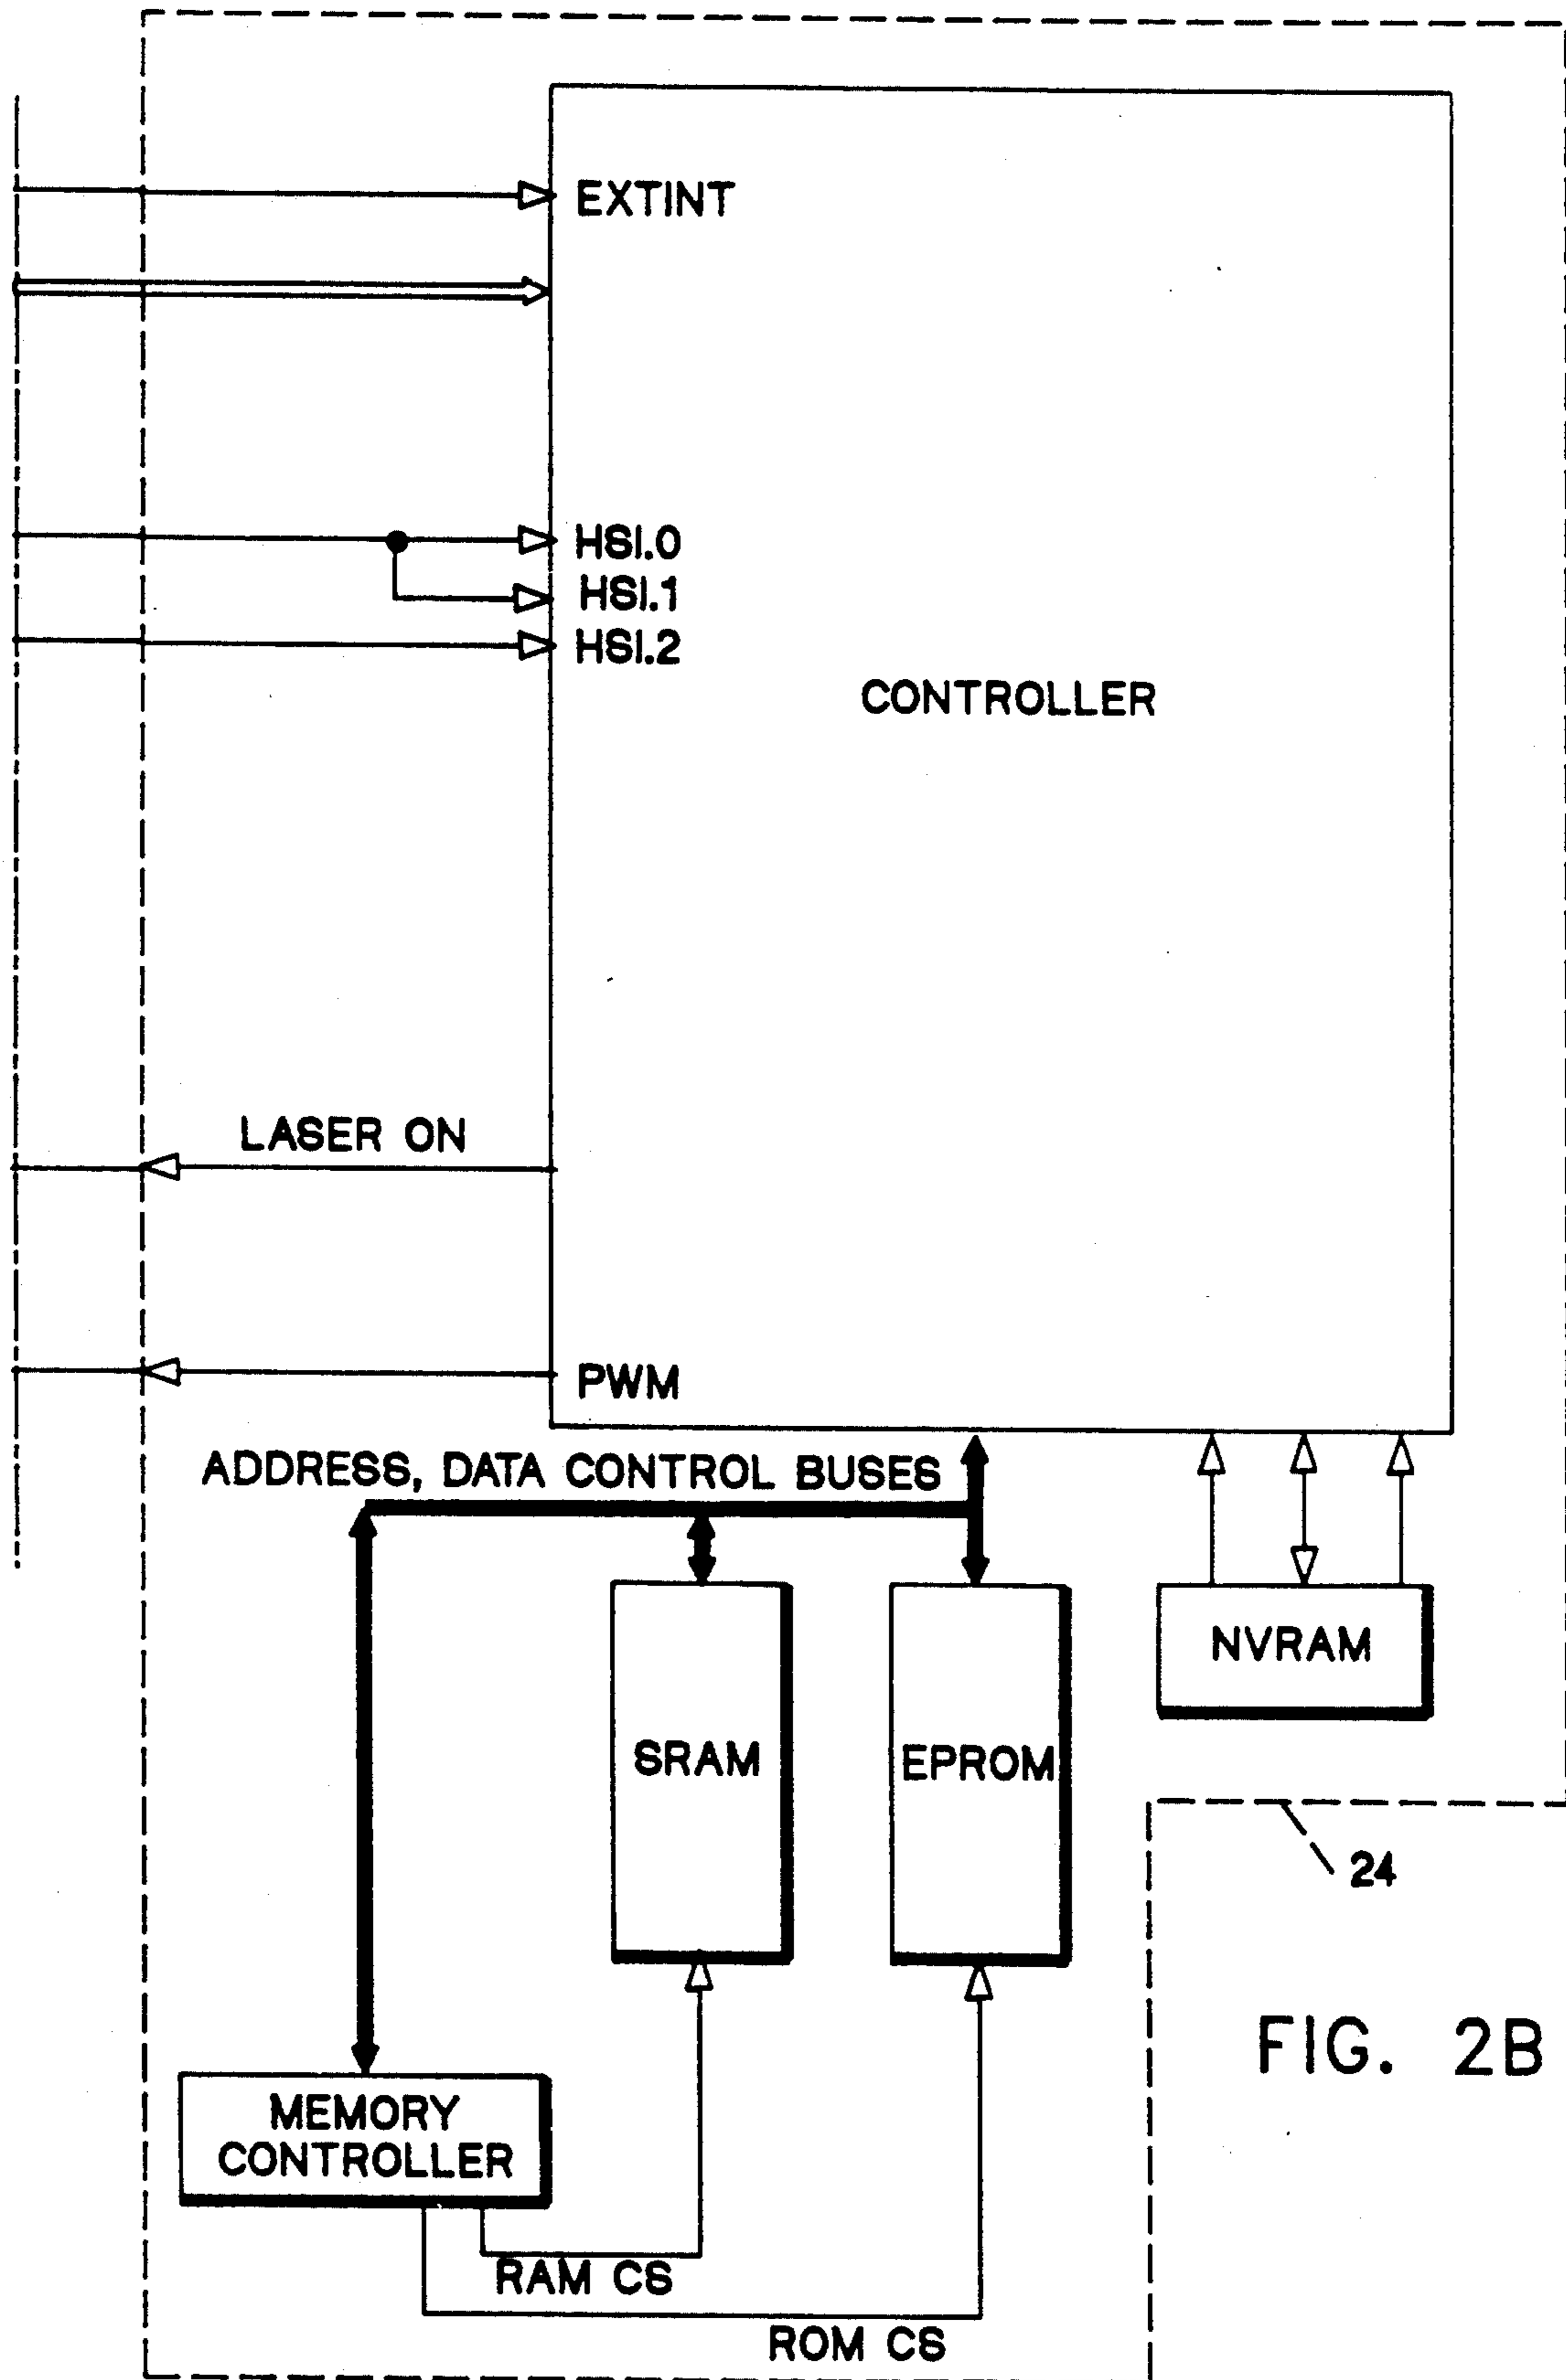 EXTINT
HSI.0
HSI.1
HSI.2
CONTROLLER
LASER ON
PWM
ADDRESS, DATA CONTROL BUSES
NVRAM
SRAM
EPROM
24
FIG. 2B
MEMORY
CONTROLLER
RAM CS
ROM CS